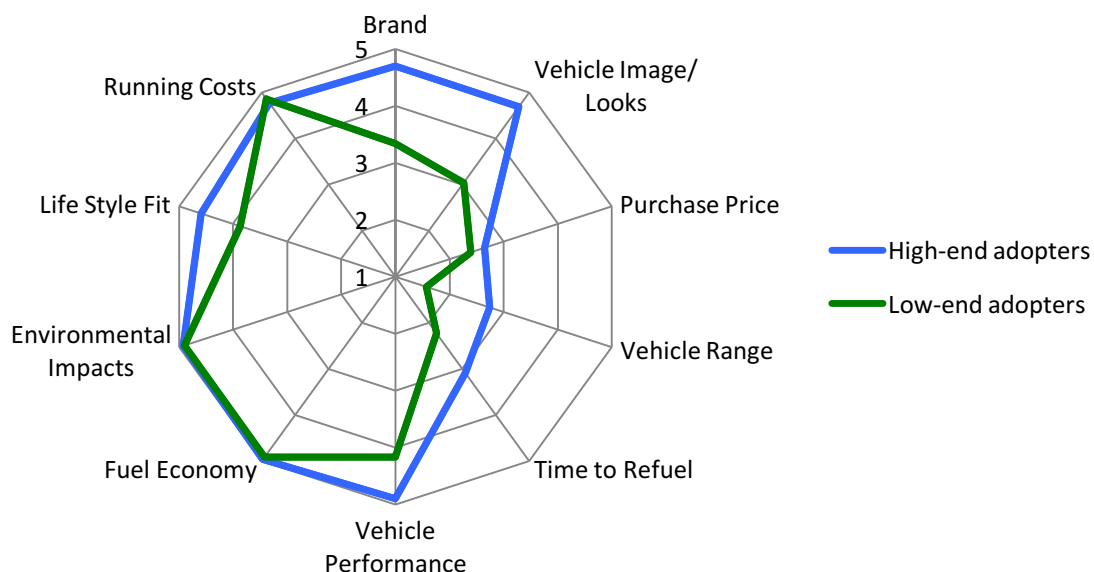 Brand
Vehicle Image/
Looks
Purchase Price
Vehicle Range
Time to Refuel
Vehicle
Performance
Fuel Economy
Environmental
Impacts
Life Style Fit
Running Costs
5
4
3
2
1
High-end adopters
Low-end adopters